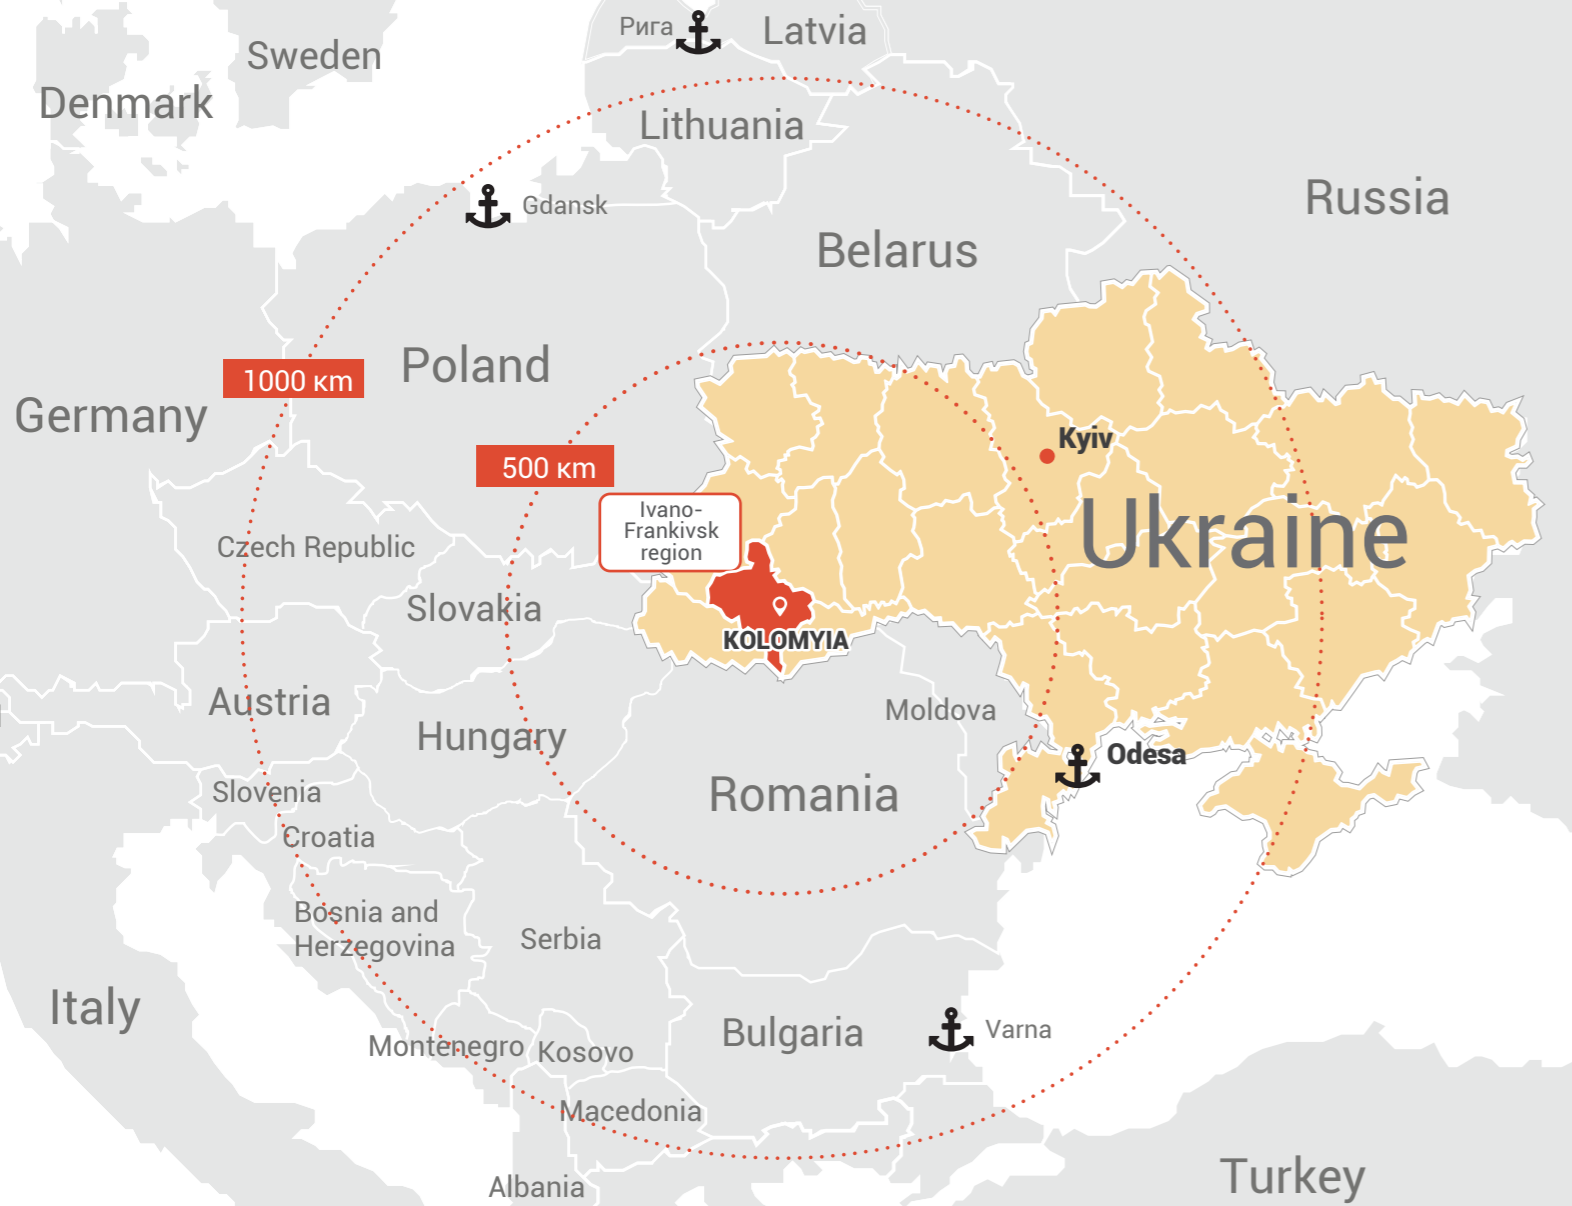 Рига
Latvia
Sweden
Denmark
Lithuania
Gdansk
Russia
Belarus
Poland
1000 км
Germany
500 км
Kyiv
Ivano-
Frankivsk
region
Ukraine
Czech Republic
Slovakia
KOLOMYIA
Austria
Moldova
Hungary
Odesa
Slovenia
Romania
Croatia
Bosnia and
Herzegovina
Serbia
Italy
Bulgaria
Varna
Montenegro
Kosovo
Macedonia
Albania
Turkey